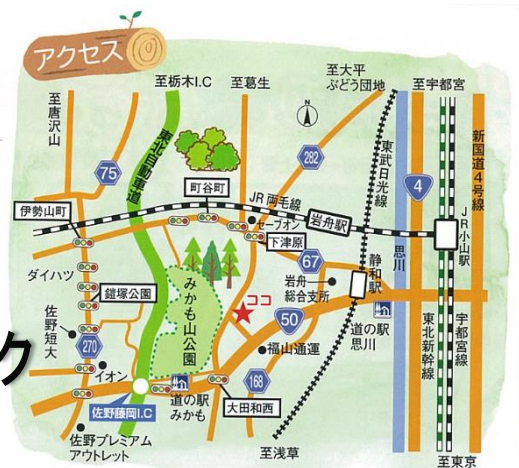 アクセス
至栃木I.C
至葛生
至大平
ぶどう団地
至宇都宮
至唐沢山
東北自動車道
N
282
東武日光線
思川
4
新国道4号線
75
町谷町
JR両毛線
岩舟駅
JR小山駅
伊勢山町
セーブオン
下津原
67
静和駅
ダイハツ
鎧塚公園
みかも山公園
ココ
岩舟
総合支所
50
道の駅
思川
佐野短大
270
福山通運
東北新幹線
宇都宮線
ク
イオン
168
佐野藤岡I.C
道の駅
みかも
大田和西
佐野プレミアム
アウトレット
至浅草
至東京